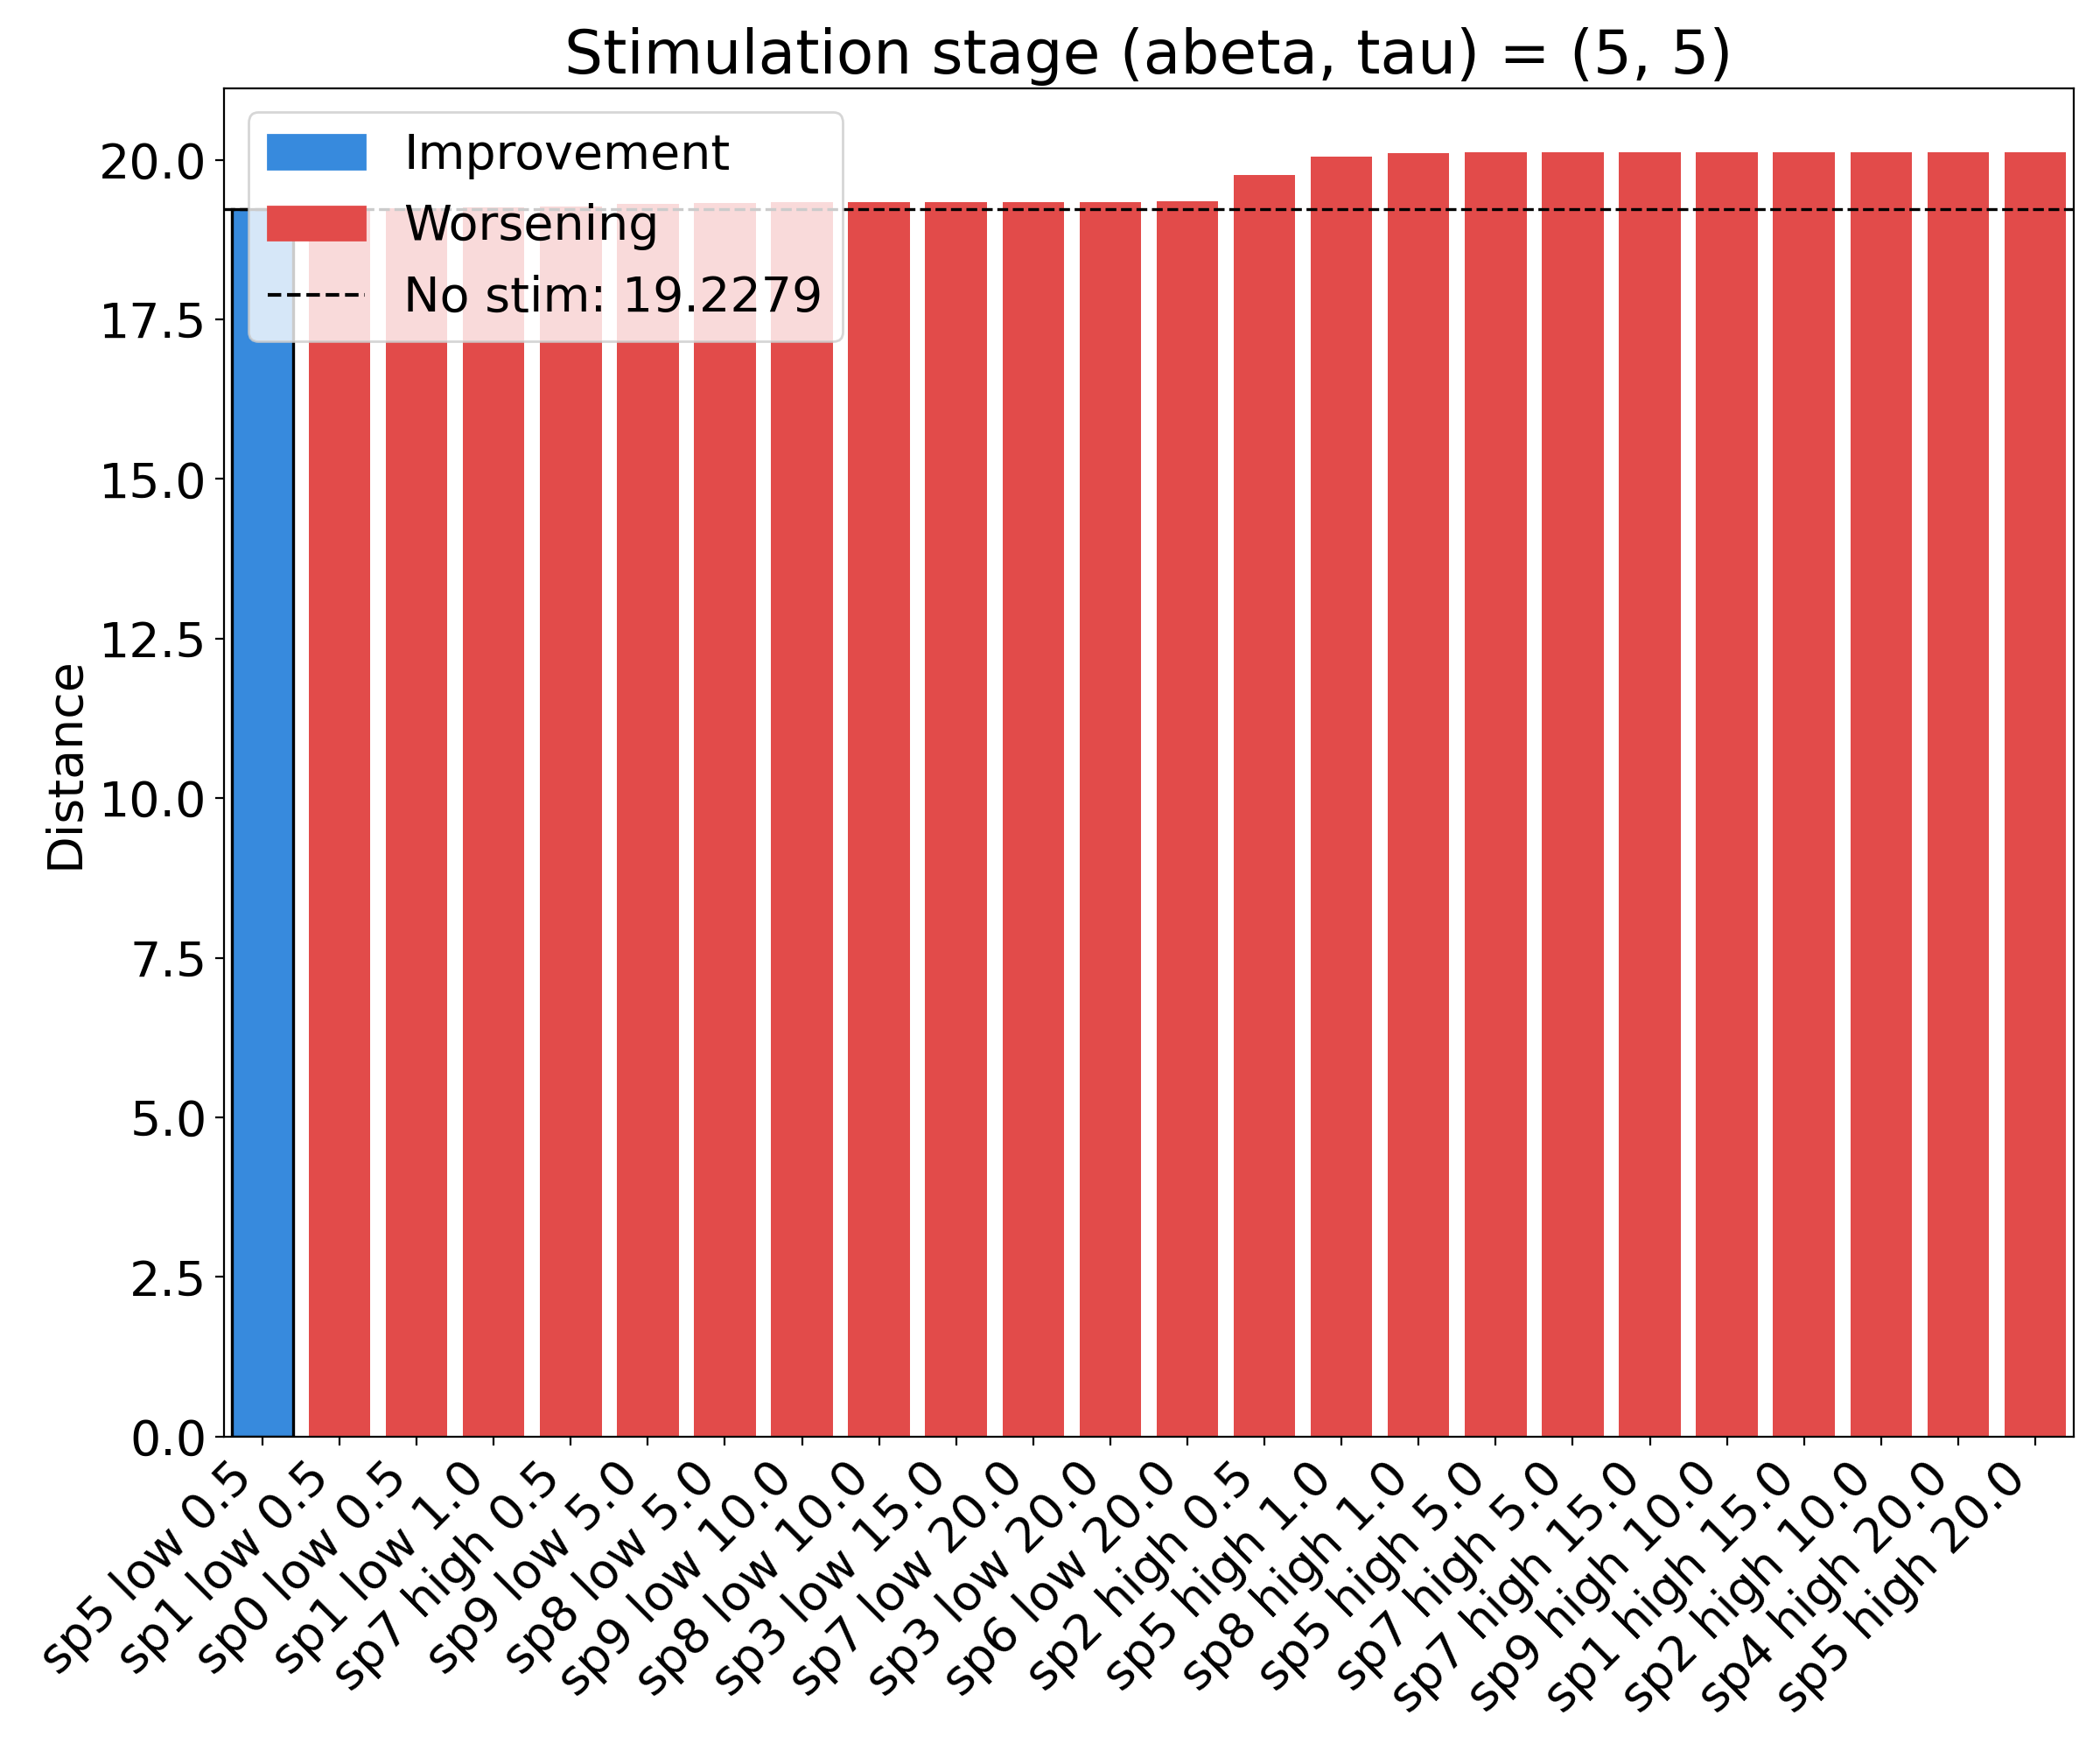 Stimulation stage (abeta, tau) = (5, 5)
Improvement
Worsening
No stim: 19.2279
Distance
20.0
17.5
15.0
12.5
10.0
7.5
5.0
2.5
0.0
sp5 low 0.5
sp1 low 0.5
sp0 low 0.5
sp1 low 1.0
sp7 high 0.5
sp9 low 5.0
sp8 low 5.0
sp9 low 10.0
sp8 low 10.0
sp3 low 15.0
sp7 low 20.0
sp3 low 20.0
sp6 low 20.0
sp2 high 0.5
sp5 high 1.0
sp8 high 1.0
sp5 high 5.0
sp7 high 5.0
sp7 high 15.0
sp9 high 10.0
sp1 high 15.0
sp2 high 10.0
sp4 high 20.0
sp5 high 20.0